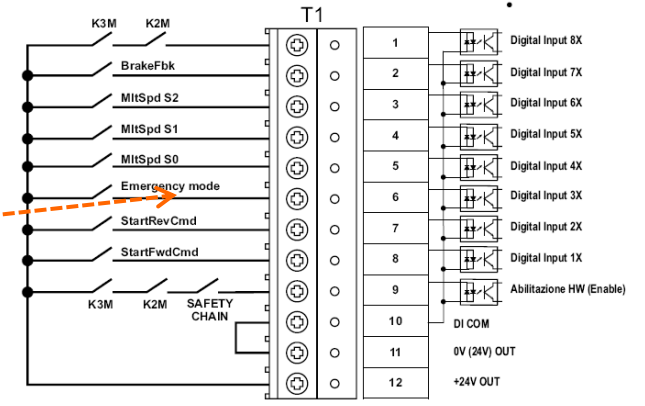 T1
K3M K2M
1 Digital Input 8X
BrakeFbk 2 Digital Input 7X
MltSpd S2 3 Digital Input 6X
MltSpd S1 4 Digital Input 5X
MltSpd S0 5 Digital Input 4X
Emergency mode 6 Digital Input 3X
StartRevCmd 7 Digital Input 2X
StartFwdCmd 8 Digital Input 1X
9 Abilitazione HW (Enable)
K3M K2M SAFETY
CHAIN
10 DI COM
11 0V (24V) OUT
12 +24V OUT